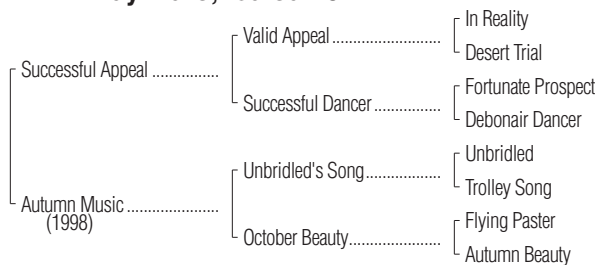 In Reality
Valid Appeal
Desert Trial
Successful Appeal
Fortunate Prospect
Successful Dancer
Debonair Dancer
Unbridled
Unbridled's Song
Trolley Song
Autumn Music
(1998)
Flying Paster
October Beauty
Autumn Beauty